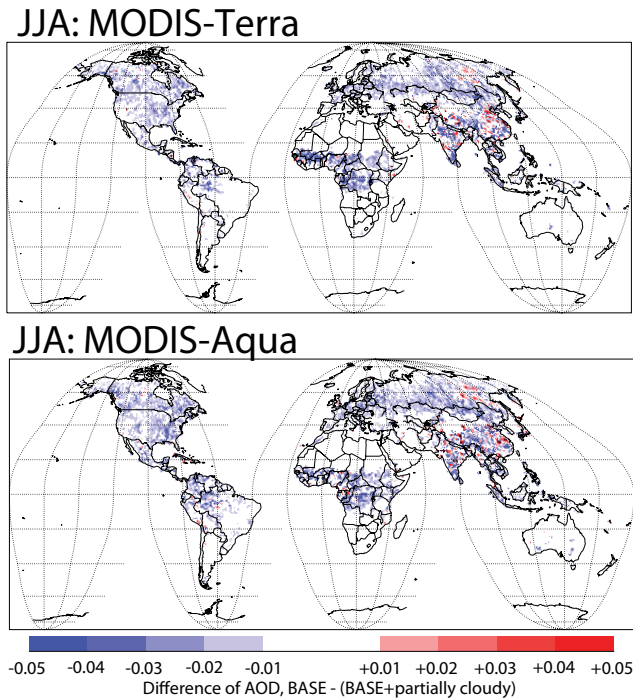 JJA: MODIS-Terra
JJA: MODIS-Aqua
-0.05 -0.04 -0.03 -0.02 -0.01 +0.01 +0.02 +0.03 +0.04 +0.05
Difference of AOD, BASE - (BASE+partially cloudy)